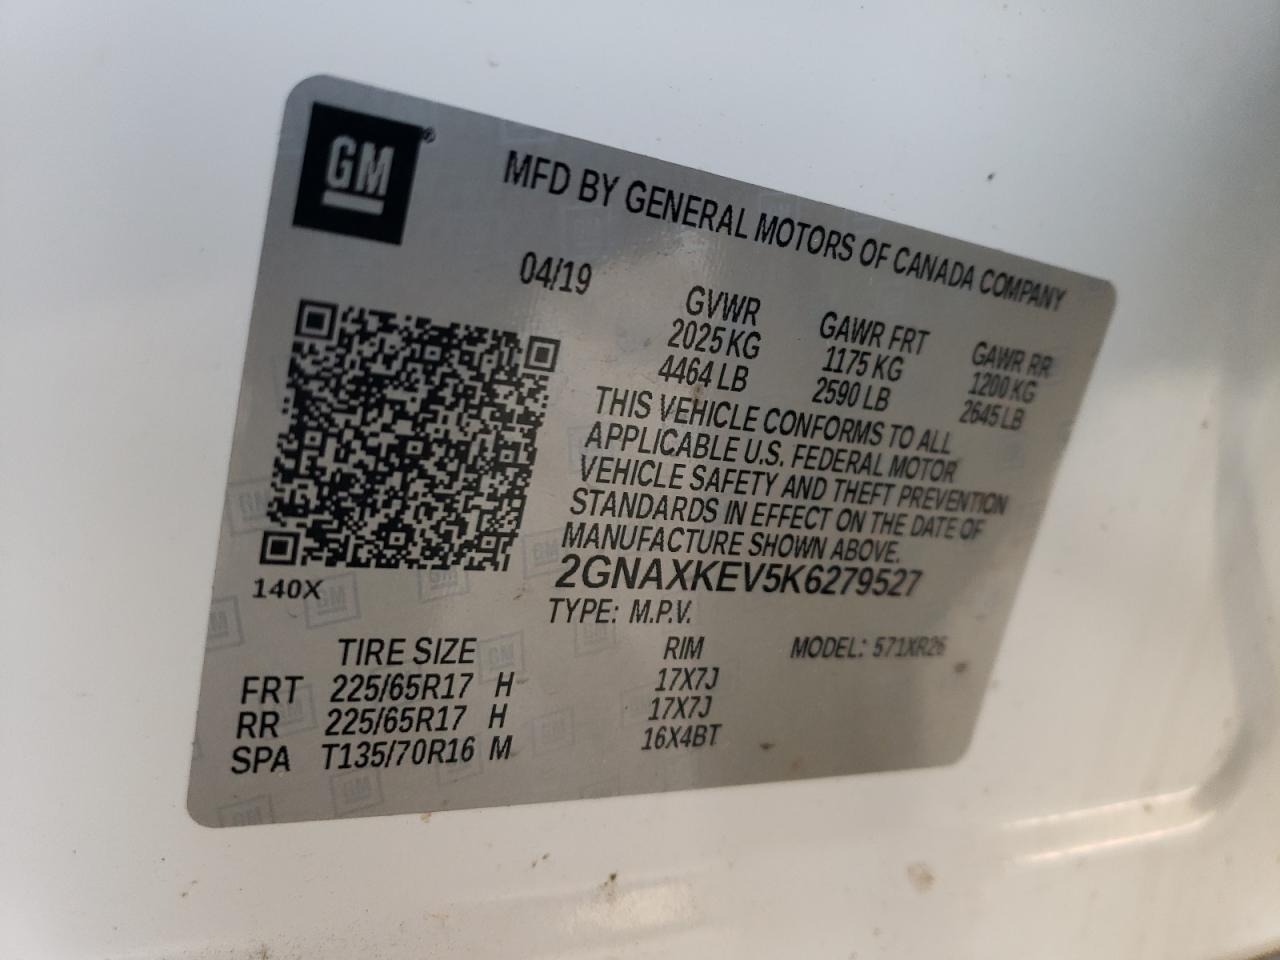 GM®
MFD BY GENERAL MOTORS OF CANADA COMPANY
04/19
GVWR GAWR FRT GAWR RR
2025 KG 1175 KG 1200 KG
4464 LB 2590 LB 2645 LB
THIS VEHICLE CONFORMS TO ALL
APPLICABLE U.S. FEDERAL MOTOR
VEHICLE SAFETY AND THEFT PREVENTION
STANDARDS IN EFFECT ON THE DATE OF
MANUFACTURE SHOWN ABOVE.
2GNAXKEV5K6279527
140X
TYPE: M.P.V.
TIRE SIZE RIM MODEL: 571XR26
FRT 225/65R17 H 17X7J
RR 225/65R17 H 17X7J
SPA T135/70R16 M 16X4BT